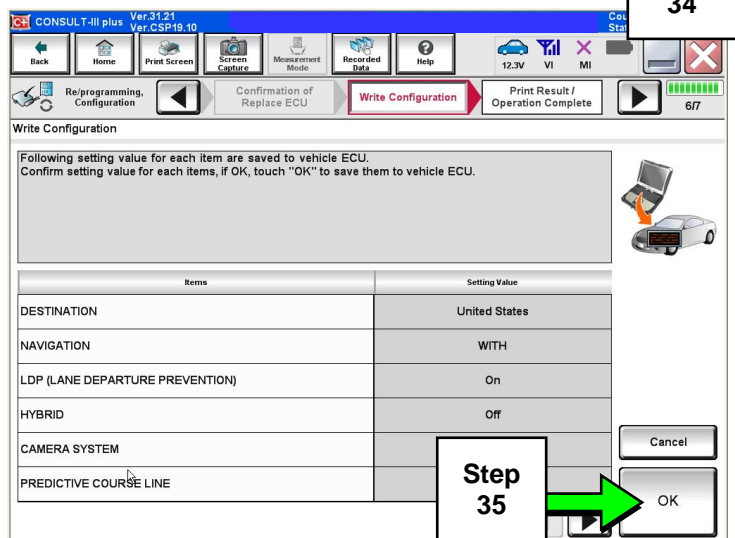 34
CONSULT-III plus Ver.31.21
Ver.CSP19.10
Back
Home
Print Screen
Screen Capture
Measurement Mode
Recorded Data
Help
12.3V
VI
MI
Re/programming, Configuration
Confirmation of Replace ECU
Write Configuration
Print Result / Operation Complete
6/7
Write Configuration
Following setting value for each item are saved to vehicle ECU.
Confirm setting value for each items, if OK, touch "OK" to save them to vehicle ECU.
Items Setting Value
DESTINATION United States
NAVIGATION WITH
LDP (LANE DEPARTURE PREVENTION) On
HYBRID Off
CAMERA SYSTEM
PREDICTIVE COURSE LINE
Cancel
Step
35
OK